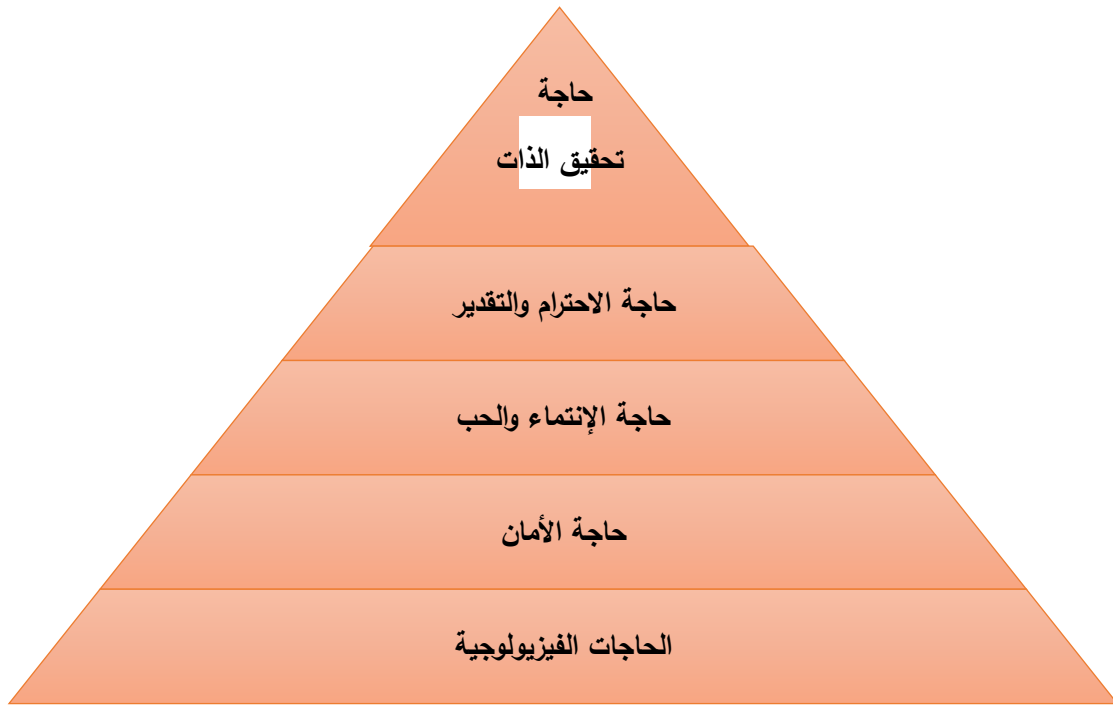 حاجة
تحقيق الذات
حاجة الاحترام والتقدير
حاجة الإنتماء والحب
حاجة الأمان
الحاجات الفيزيولوجية